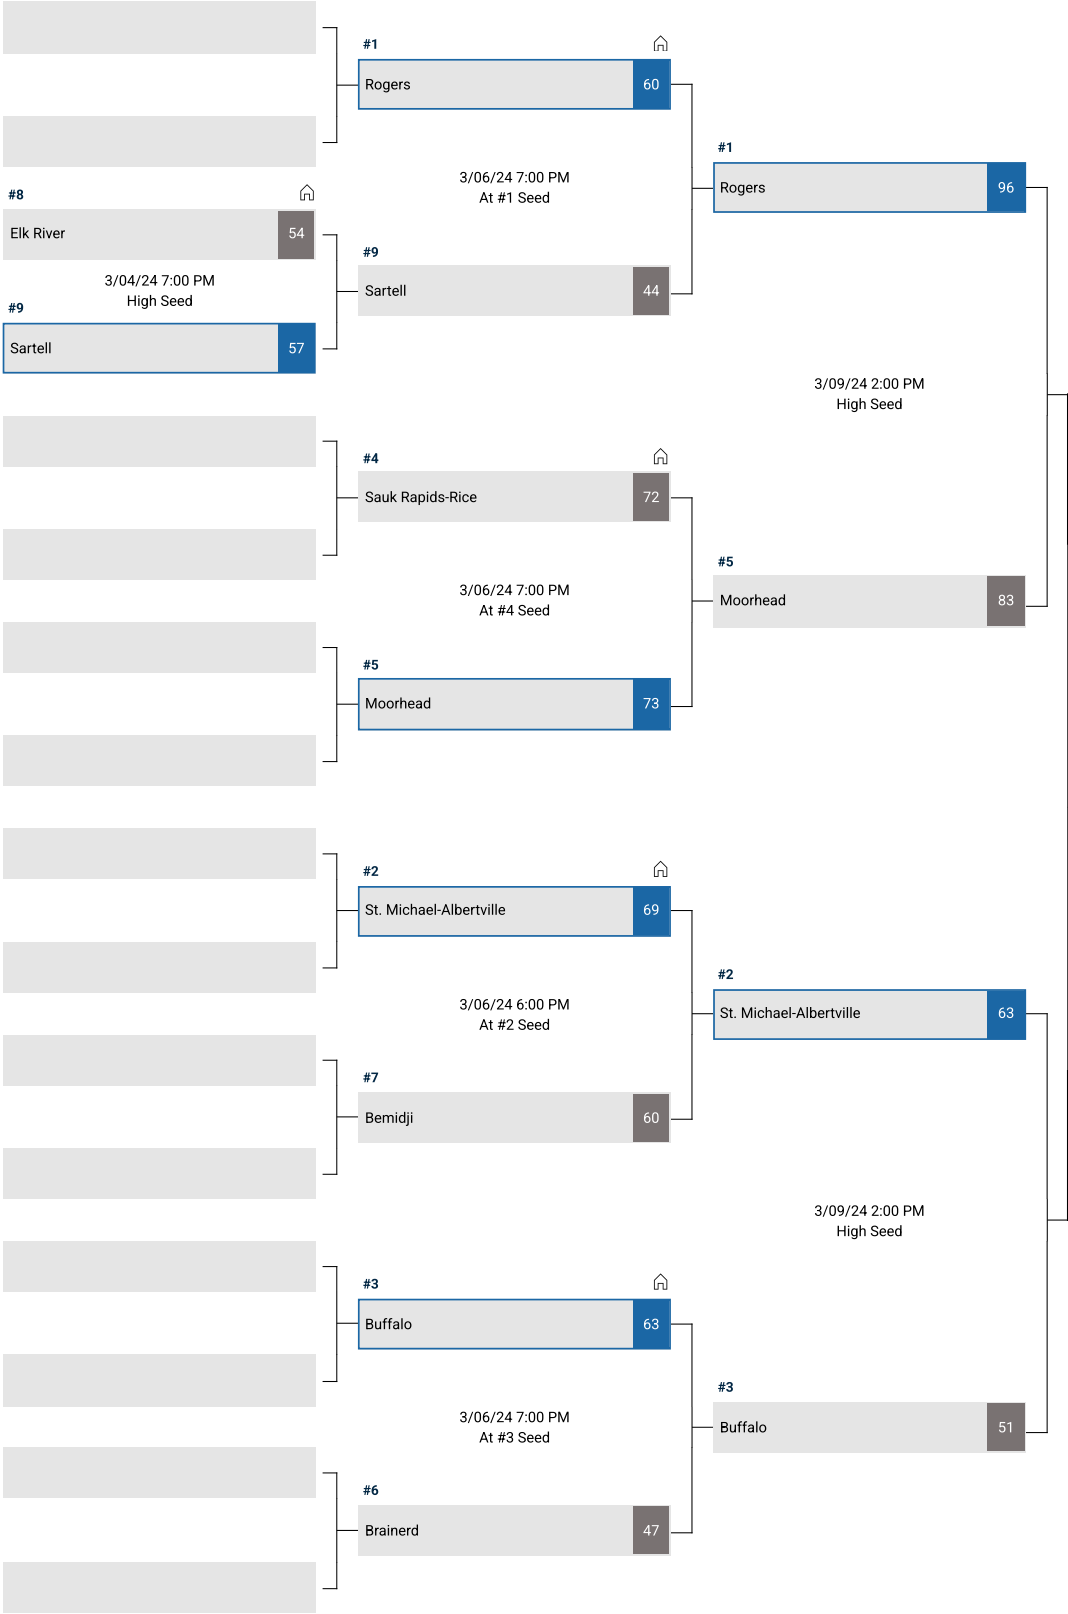 #8
Elk River
54
3/04/24 7:00 PM
High Seed
#9
Sartell
57
#1
Rogers
60
3/06/24 7:00 PM
At #1 Seed
#9
Sartell
44
#4
Sauk Rapids-Rice
72
3/06/24 7:00 PM
At #4 Seed
#5
Moorhead
73
#2
St. Michael-Albertville
69
3/06/24 6:00 PM
At #2 Seed
#7
Bemidji
60
#3
Buffalo
63
3/06/24 7:00 PM
At #3 Seed
#6
Brainerd
47
#1
Rogers
96
3/09/24 2:00 PM
High Seed
#5
Moorhead
83
#2
St. Michael-Albertville
63
3/09/24 2:00 PM
High Seed
#3
Buffalo
51